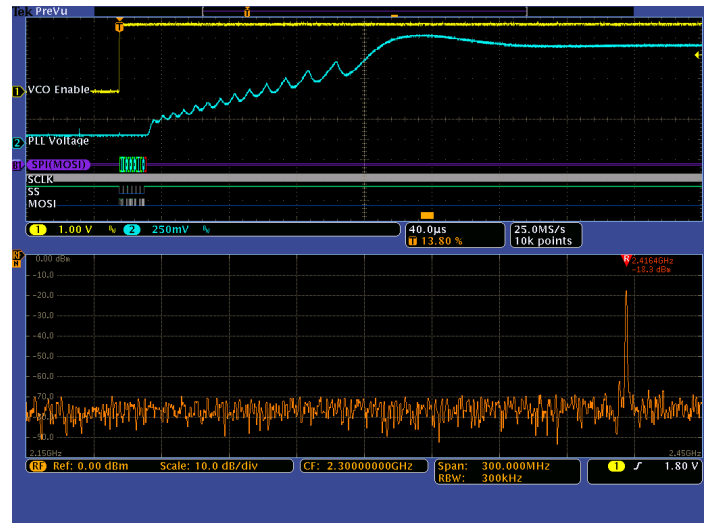 Tek PreVu
T
T
1 VCO Enable
2 PLL Voltage
B1 SPI(MOSI)
SCLK
SS
MOSI
1 1.00 V 2 250mV 40.0µs 25.0MS/s
T 13.80 % 10k points
RF 0.00 dBm R 2.4164GHz
N -10.0 -18.3 dBm
-20.0
-30.0
-40.0
-50.0
-60.0
-70.0
-90.0
2.15GHz 2.45GHz
RF Ref: 0.00 dBm Scale: 10.0 dB/div CF: 2.30000000GHz Span: 300.000MHz 1 1.80 V
RBW: 300kHz